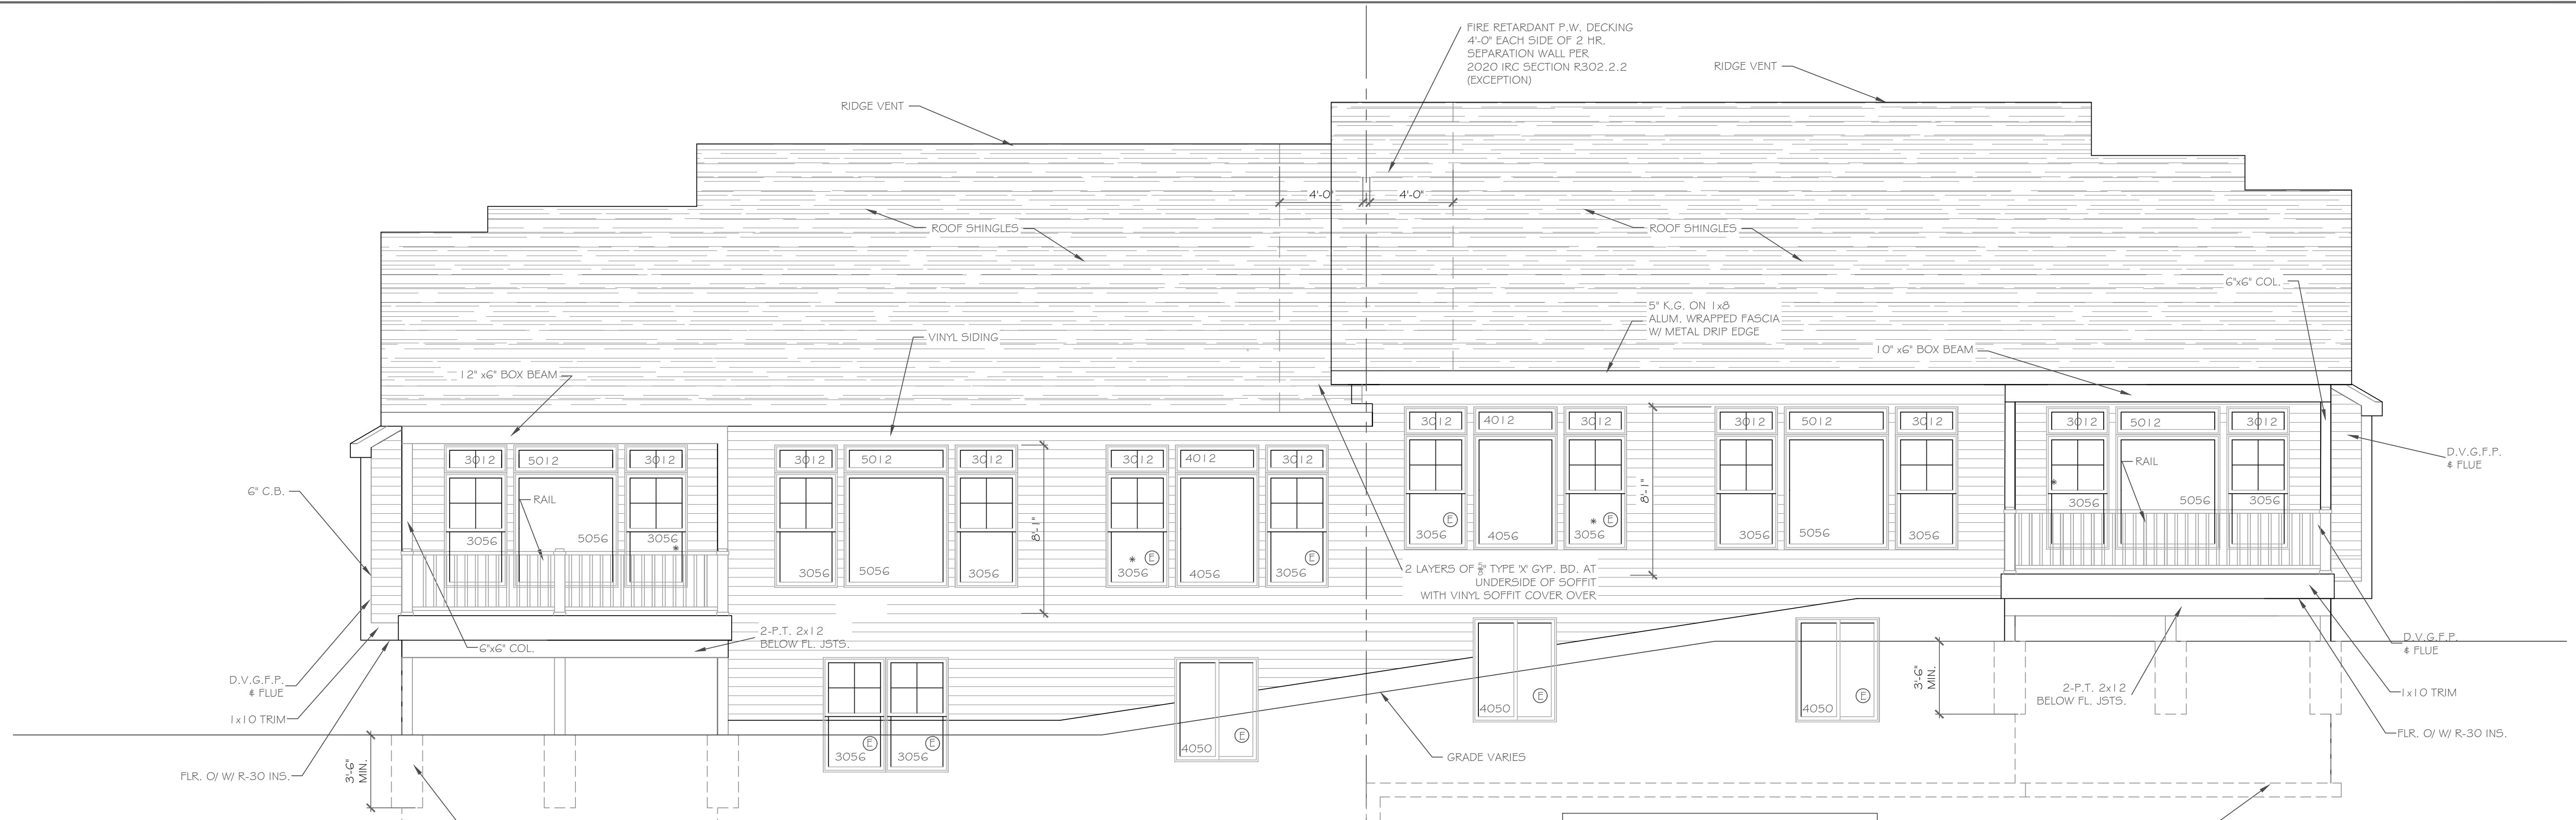 FIRE RETARDANT P.W. DECKING
4'-0" EACH SIDE OF 2 HR.
SEPARATION WALL PER
2020 IRC SECTION R302.2.2
(EXCEPTION)
RIDGE VENT
RIDGE VENT
4'-0"
4'-0"
ROOF SHINGLES
ROOF SHINGLES
6"x6" COL.
5" K.G. ON 1x8
ALUM. WRAPPED FASCIA
W/ METAL DRIP EDGE
VINYL SIDING
10" x6" BOX BEAM
12" x6" BOX BEAM
3012
4012
3012
3012
5012
3012
3012
5012
3012
3012
5012
3012
3012
5012
3012
3012
4012
3012
D.V.G.F.P.
& FLUE
RAIL
6" C.B.
RAIL
8'-1"
8'-1"
* 3056
5056
3056
3056 E
4056
* E
3056
3056
5056
3056
3056
5056
3056
*
3056
5056
3056
* E
3056
4056
3056 E
2 LAYERS OF 5/8" TYPE 'X' GYP. BD. AT
UNDERSIDE OF SOFFIT
WITH VINYL SOFFIT COVER OVER
2-P.T. 2x12
BELOW FL. JSTS.
6"x6" COL.
D.V.G.F.P.
& FLUE
D.V.G.F.P.
& FLUE
1x10 TRIM
1x10 TRIM
3'-6"
MIN.
2-P.T. 2x12
BELOW FL. JSTS.
4050 E
4050 E
4050 E
3056 E
3056 E
GRADE VARIES
FLR. O/ W/ R-30 INS.
FLR. O/ W/ R-30 INS.
3'-6"
MIN.